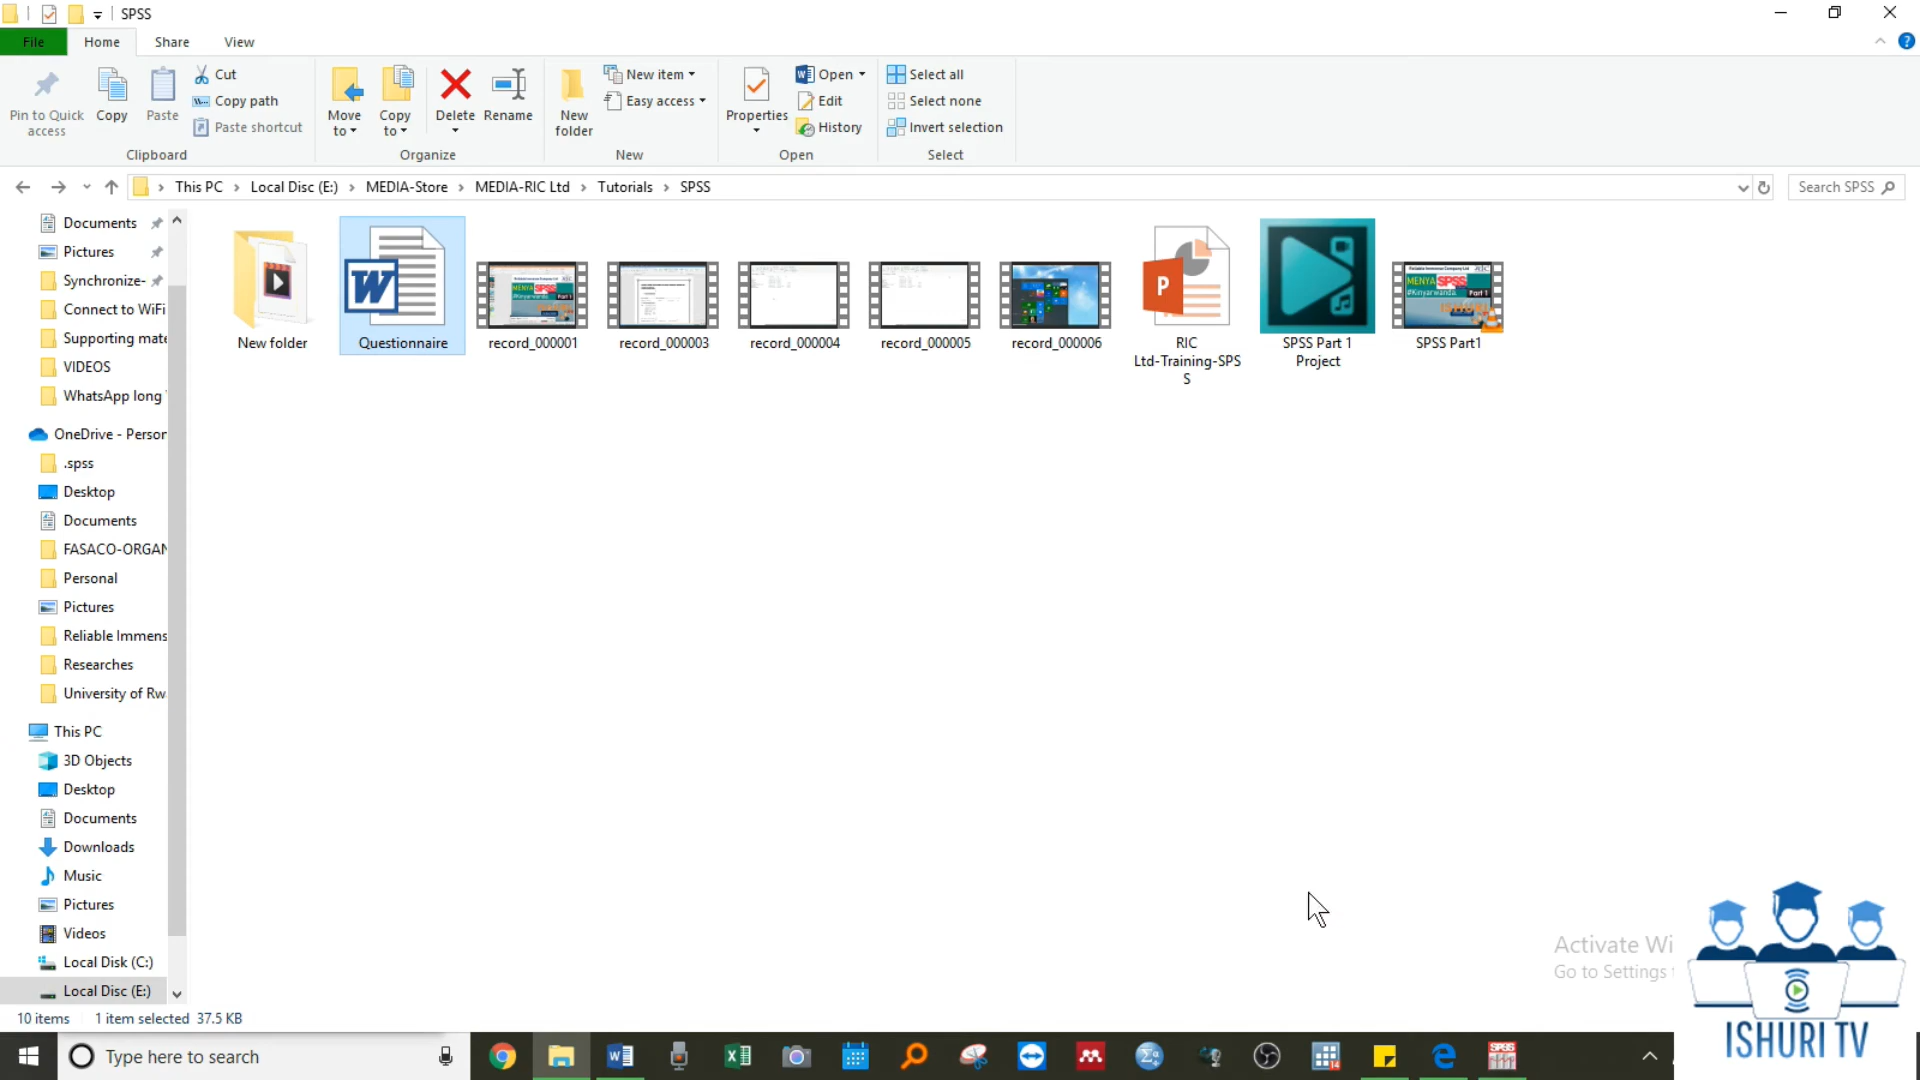 SPSS
File Home Share View
Pin to Quick access
Copy
Paste
Cut
Copy path
Paste shortcut
Clipboard
Move to
Copy to
Delete
Rename
Organize
New folder
New item
Easy access
New
Properties
Open
Edit
History
Open
Select all
Select none
Invert selection
Select
This PC > Local Disc (E:) > MEDIA-Store > MEDIA-RIC Ltd > Tutorials > SPSS
Search SPSS
Documents
Pictures
Synchronize-
Connect to WiFi
Supporting mate
VIDEOS
WhatsApp long
OneDrive - Person
.spss
Desktop
Documents
FASACO-ORGAN
Personal
Pictures
Reliable Immens
Researches
University of Rw
This PC
3D Objects
Desktop
Documents
Downloads
Music
Pictures
Videos
Local Disk (C:)
Local Disc (E:)
New folder
Questionnaire
record_000001
record_000003
record_000004
record_000005
record_000006
RIC
Ltd-Training-SPS
S
SPSS Part 1
Project
SPSS Part1
MENYA SPSS
#Kinyarwanda Part 1
Activate Wi
Go to Settings
ISHURI TV
10 items 1 item selected 37.5 KB
Type here to search